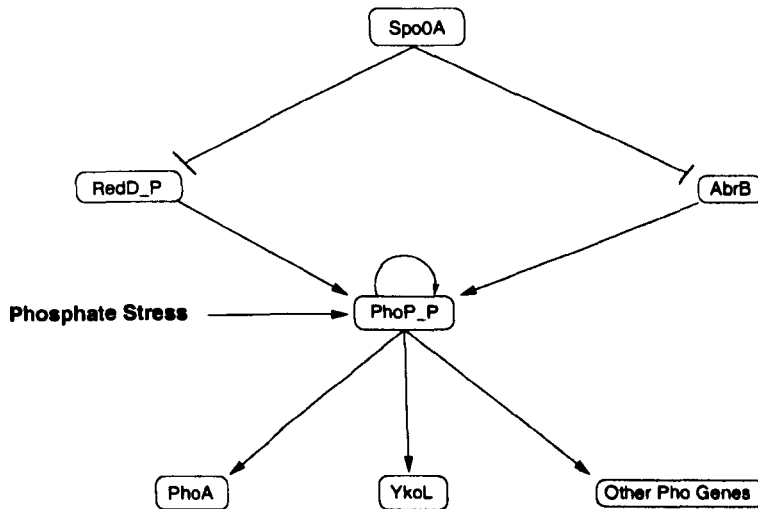 Spo0A
RedD_P
AbrB
PhoP_P
Phosphate Stress
PhoA
YkoL
Other Pho Genes